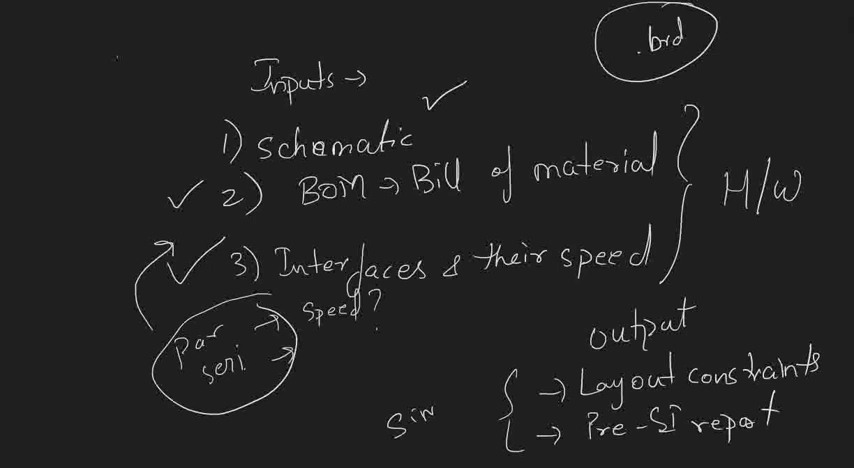 .brd
Inputs →
1) Schematic
2) BOM → Bill of material
H/W
3) Interfaces & their speed
Par → Speed?
seri →
output
→ Layout constraints
Sim
→ Pre-SI report